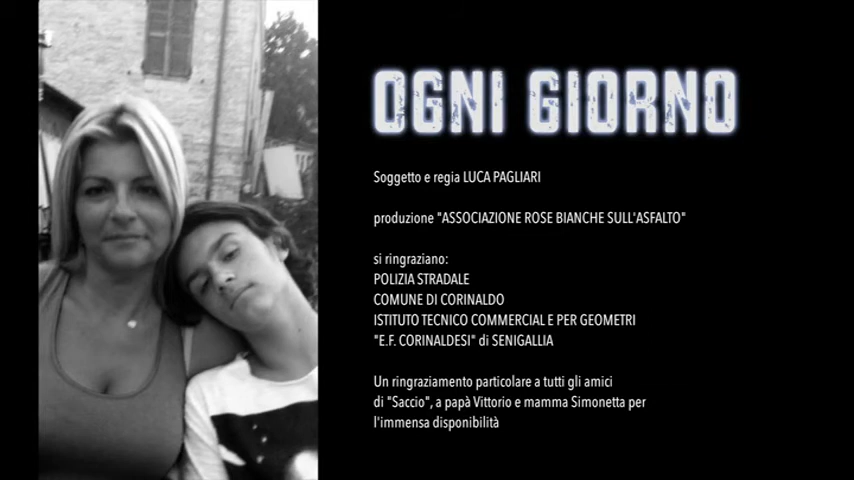 OGNI GIORNO
Soggetto e regia LUCA PAGLIARI
produzione "ASSOCIAZIONE ROSE BIANCHE SULL'ASFALTO"
si ringraziano:
POLIZIA STRADALE
COMUNE DI CORINALDO
ISTITUTO TECNICO COMMERCIAL E PER GEOMETRI
"E.F. CORINALDESI" di SENIGALLIA
Un ringraziamento particolare a tutti gli amici
di "Saccio", a papà Vittorio e mamma Simonetta per
l'immensa disponibilità